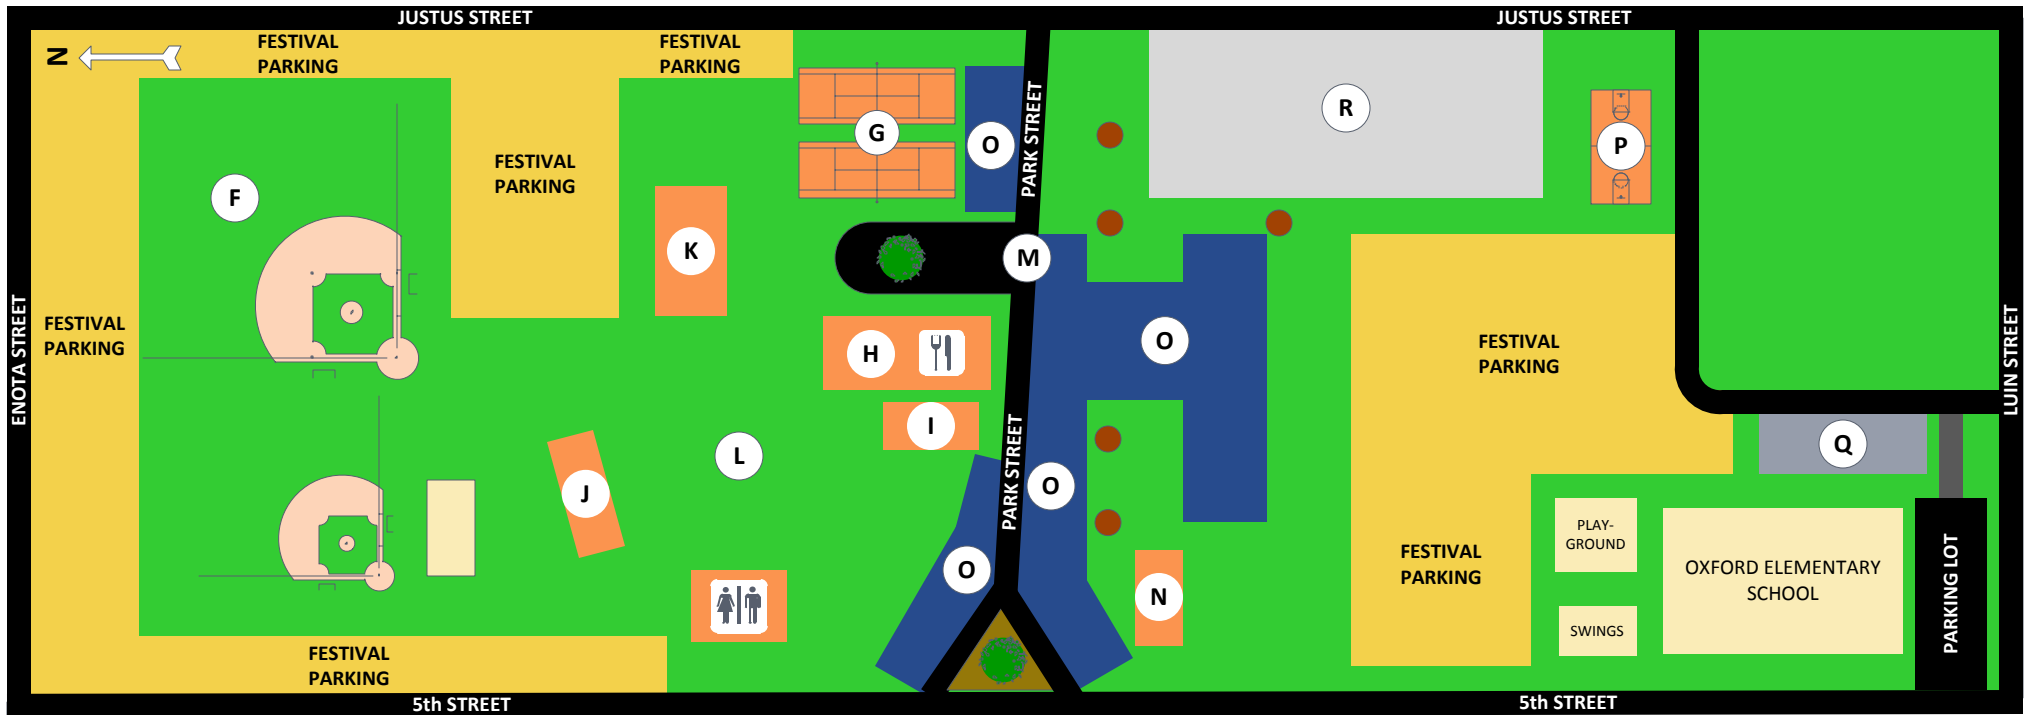 JUSTUS STREET
JUSTUS STREET
N
FESTIVAL
PARKING
FESTIVAL
PARKING
FESTIVAL
PARKING
F
G
O
PARK STREET
R
P
K
M
ENOTA STREET
FESTIVAL
PARKING
H
O
FESTIVAL
PARKING
LUIN STREET
I
L
J
PARK STREET
O
Q
O
N
FESTIVAL
PARKING
PLAY-
GROUND
SWINGS
OXFORD ELEMENTARY
SCHOOL
PARKING LOT
FESTIVAL
PARKING
5th STREET
5th STREET